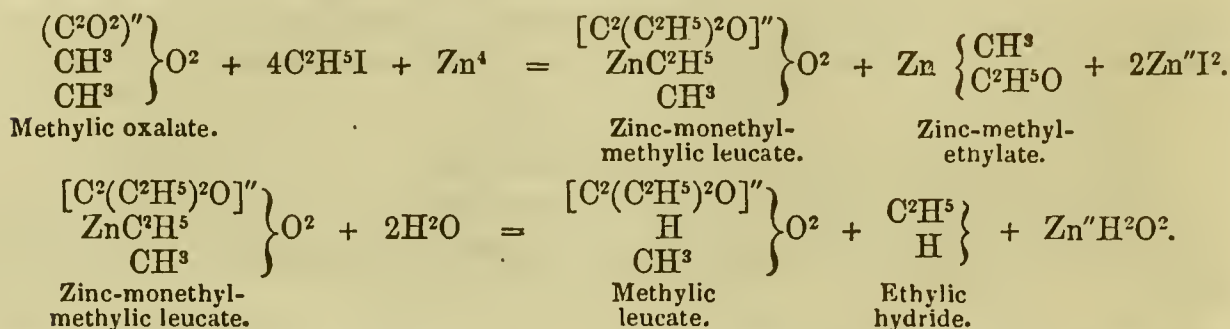 (C²O²)″ CH³ CH³ } O² + 4C²H⁵I + Zn⁴ = [C²(C²H⁵)²O]″ ZnC²H⁵ CH³ } O² + Zn { CH³ C²H⁵O + 2Zn″I².
Methylic oxalate. Zinc-monethyl-methylic leucate. Zinc-methyl-ethylate.
[C²(C²H⁵)²O]″ ZnC²H⁵ CH³ } O² + 2H²O = [C²(C²H⁵)²O]″ H CH³ } O² + C²H⁵ H } + Zn″H²O².
Zinc-monethyl-methylic leucate. Methylic leucate. Ethylic hydride.